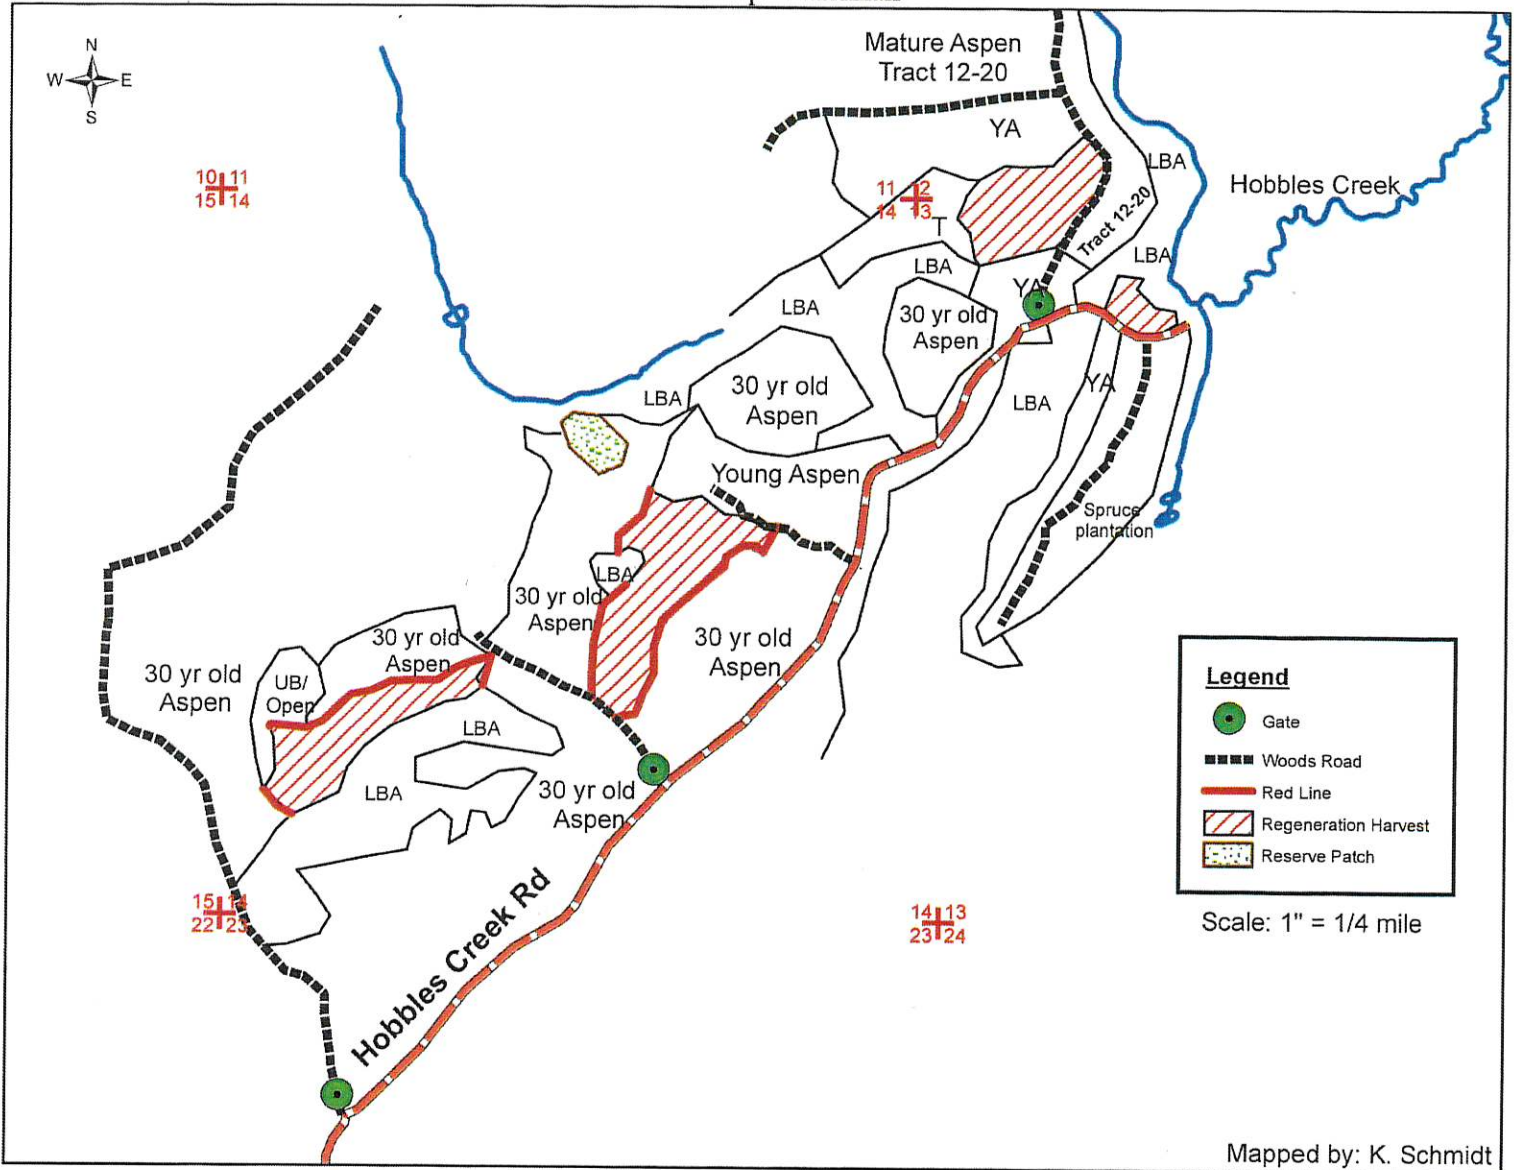 Mature Aspen
Tract 12-20
N
W E
S
YA
LBA
10 11
15 14
Hobbles Creek
11 2
14 13
T
Tract 12-20
LBA
LBA
YA
LBA
30 yr old
Aspen
30 yr old
Aspen
LBA
YA
LBA
Young Aspen
Spruce
plantation
LBA
30 yr old
Aspen
30 yr old
Aspen
30 yr old
Aspen
30 yr old
Aspen
UB/
Open
LBA
LBA
30 yr old
Aspen
Legend
Gate
Woods Road
Red Line
Regeneration Harvest
Reserve Patch
15 14
22 23
Hobbles Creek Rd
14 13
23 24
Scale: 1" = 1/4 mile
Mapped by: K. Schmidt